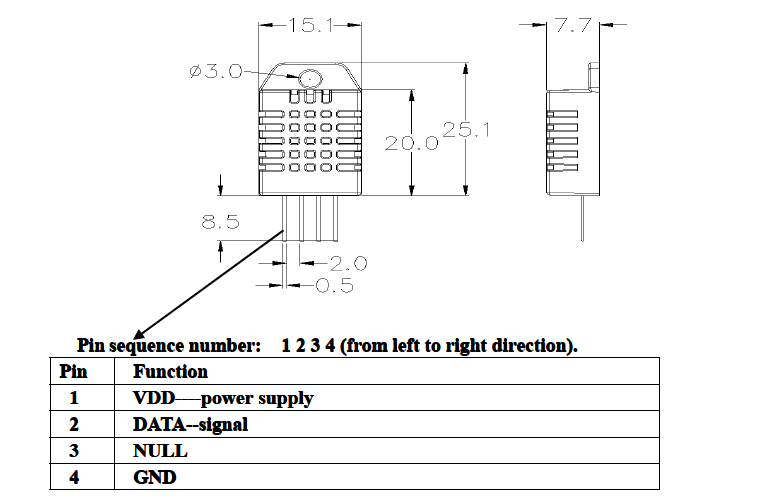 15.1
7.7
ø3.0
20.0
25.1
8.5
2.0
0.5
Pin sequence number: 1 2 3 4 (from left to right direction).
Pin Function
1 VDD----power supply
2 DATA--signal
3 NULL
4 GND